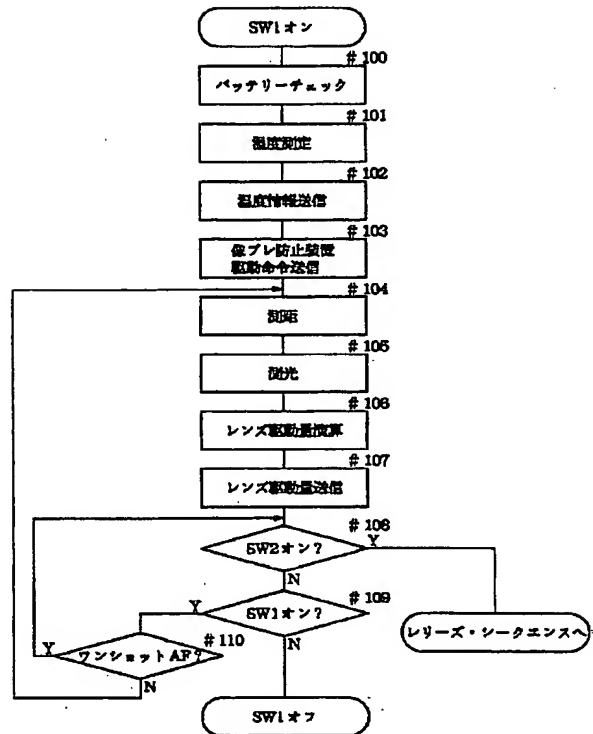 SW1オン
#100
バッテリーチェック
#101
温度測定
#102
温度情報送信
#103
像ブレ防止装置
駆動命令送信
#104
測距
#105
測光
#106
レンズ駆動量演算
#107
レンズ駆動量送信
#108
SW2オン?
Y
N
#109
SW1オン?
Y
N
レリーズ・シークエンスへ
#110
ワンショットAF?
Y
N
SW1オフ